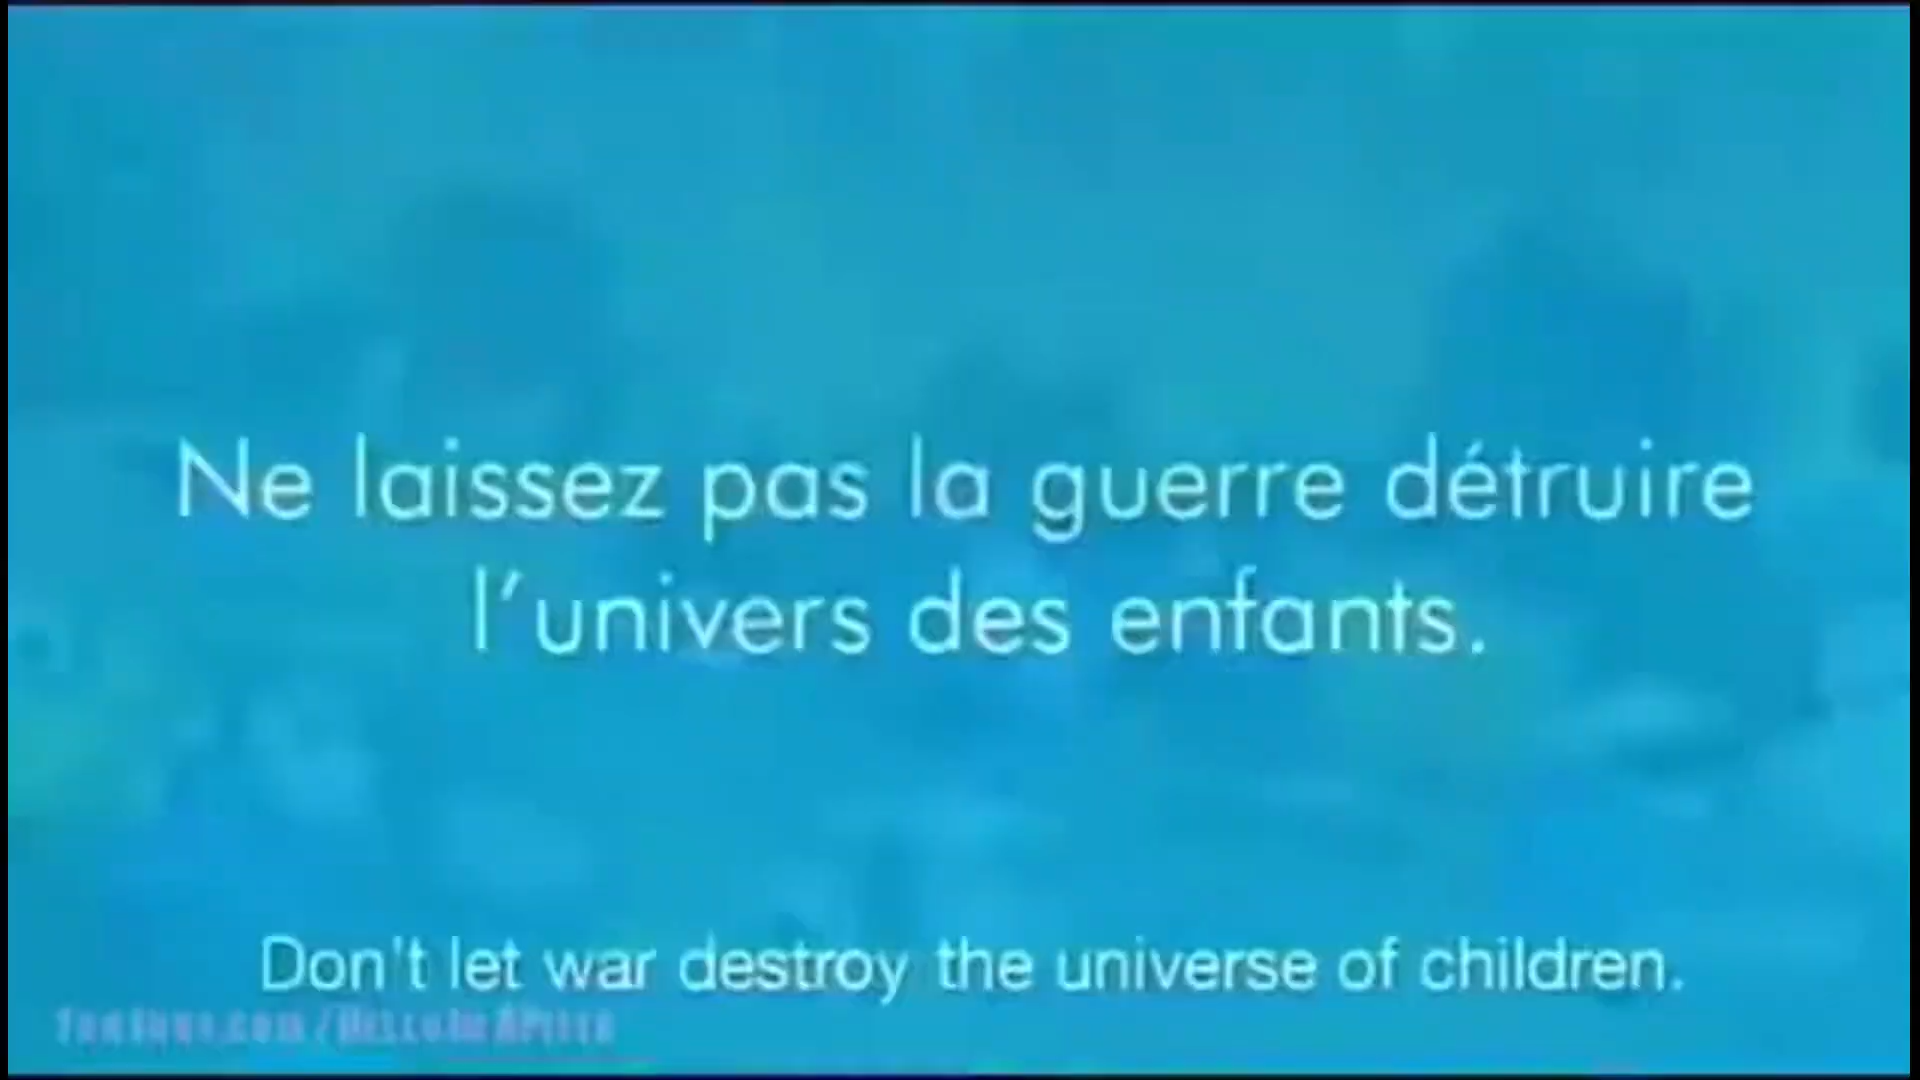 Ne laissez pas la guerre détruire
l'univers des enfants.
Don't let war destroy the universe of children.